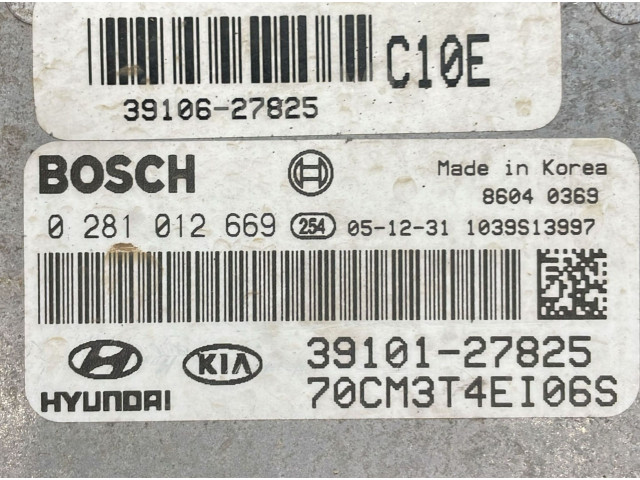 C10E
39106-27825
BOSCH Made in Korea
8604 0369
0 281 012 669 254 05-12-31 1039S13997
HYUNDAI KIA 39101-27825
70CM3T4EI06S